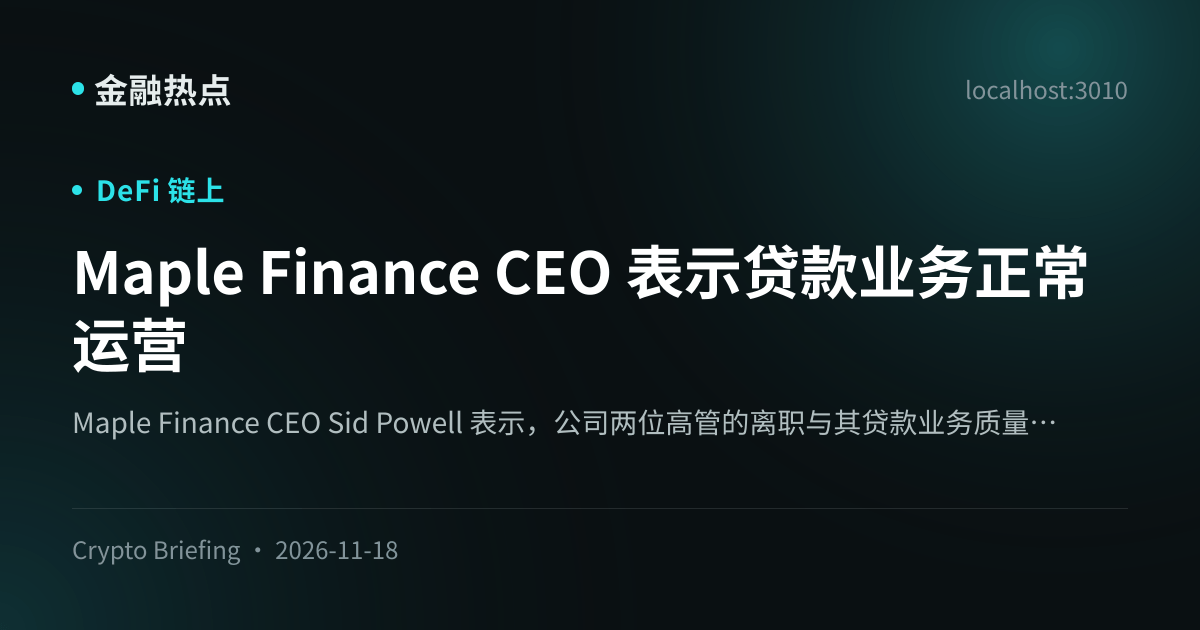 金融热点
localhost:3010
DeFi 链上
Maple Finance CEO 表示贷款业务正常
运营
Maple Finance CEO Sid Powell 表示，公司两位高管的离职与其贷款业务质量…
Crypto Briefing · 2026-11-18